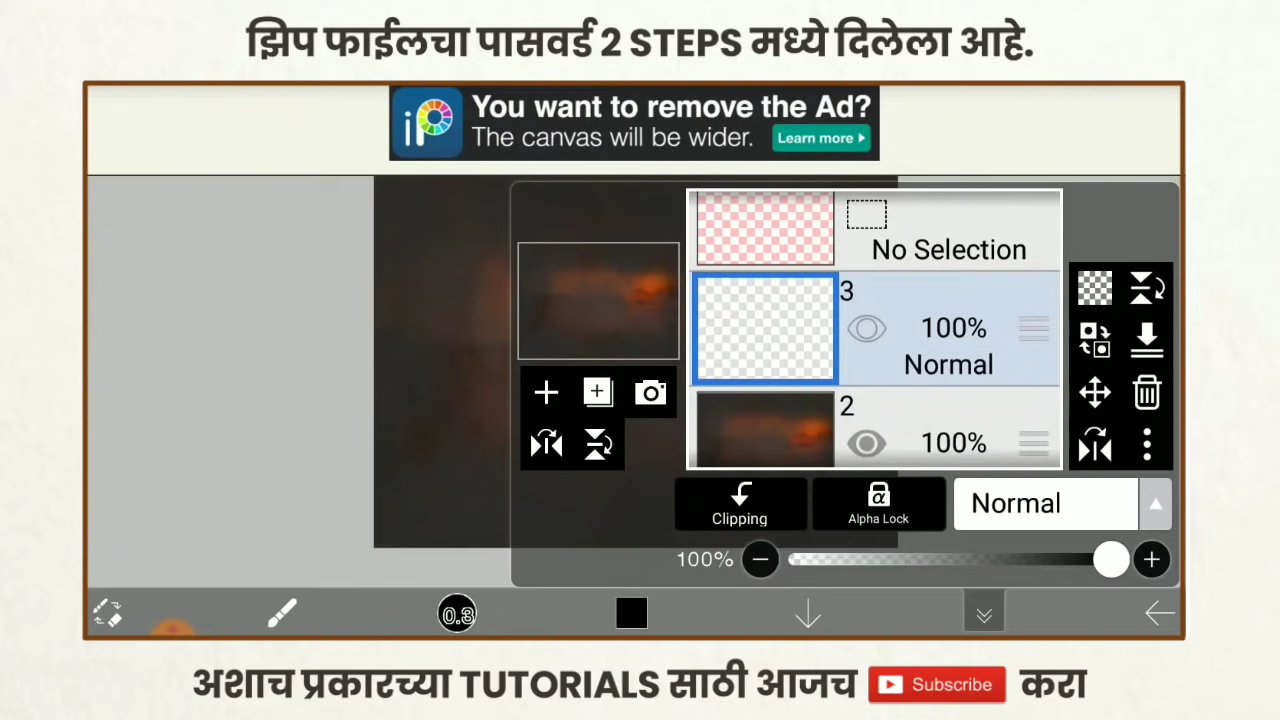 झिप फाईलचा पासवर्ड 2 STEPS मध्ये दिलेला आहे.
iP
You want to remove the Ad?
The canvas will be wider.
Learn more
No Selection
3
100%
Normal
2
100%
Clipping
α
Alpha Lock
Normal
100%
0.3
अशाच प्रकारच्या TUTORIALS साठी आजच Subscribe करा